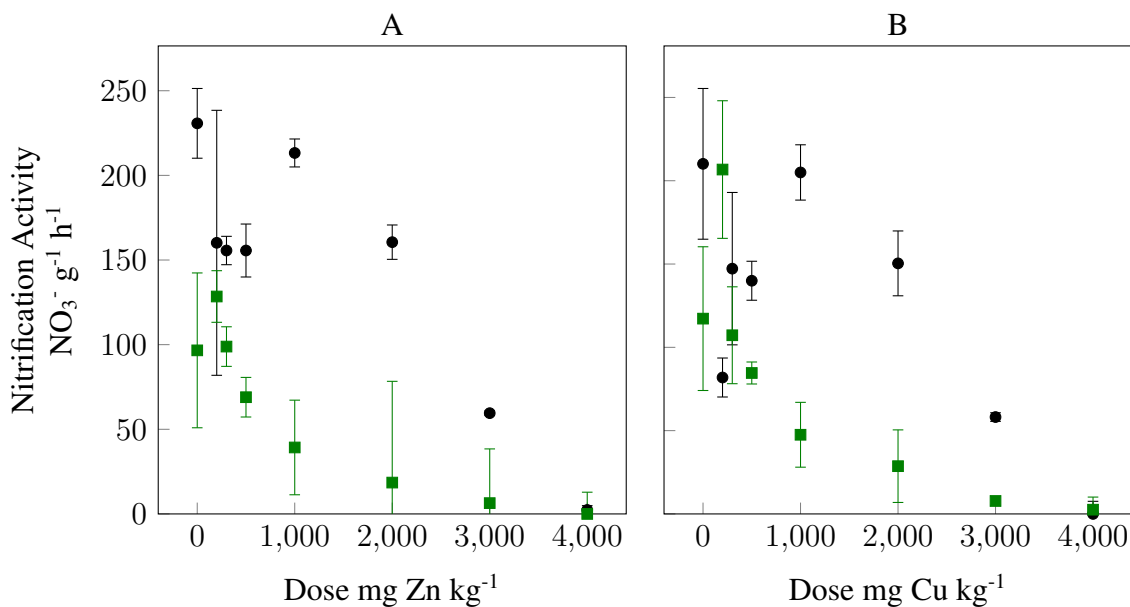 A
B
Nitrification Activity
NO₃- g-1 h-1
250
200
150
100
50
0
0 1,000 2,000 3,000 4,000
0 1,000 2,000 3,000 4,000
Dose mg Zn kg-1
Dose mg Cu kg-1